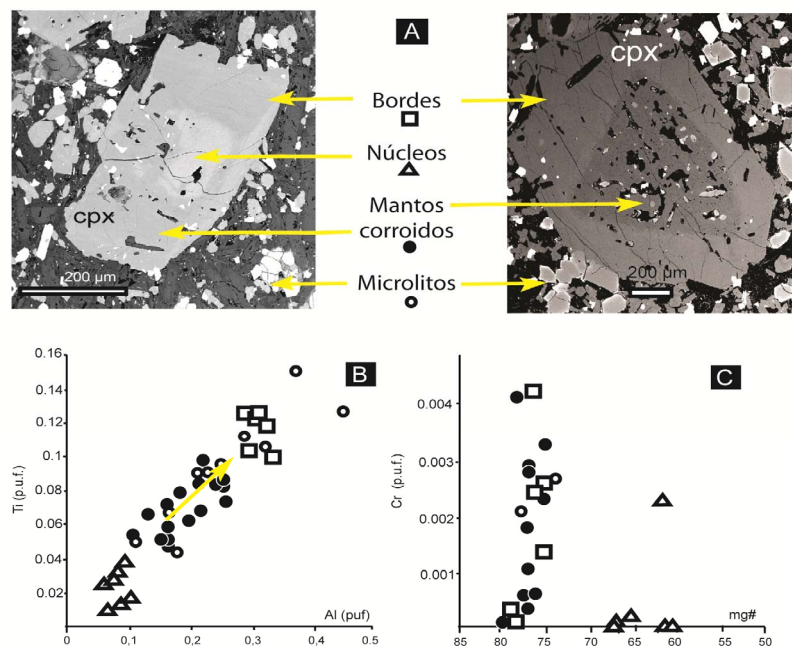 A
cpx
cpx
Bordes
Núcleos
Mantos
corroidos
Microlitos
200 µm
200 µm
B
Ti (p.u.f.)
0.16
0.14
0.12
0.1
0.08
0.06
0.04
0.02
0
0,1
0,2
0,3
0,4
0.5
Al (puf)
C
Cr (p.u.f.)
0.004
0.003
0.002
0.001
85
80
75
70
65
60
55
50
mg#